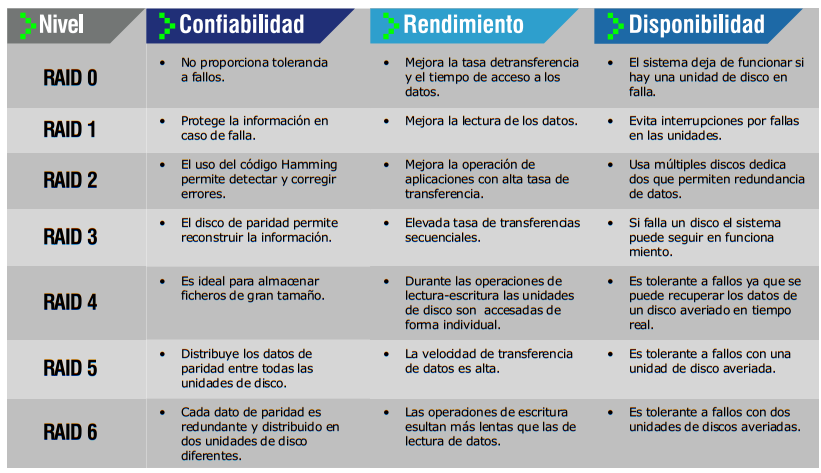 Nivel
Confiabilidad
Rendimiento
Disponibilidad
RAID 0
• No proporciona tolerancia
a fallos.
• Mejora la tasa detransferencia
y el tiempo de acceso a los
datos.
• El sistema deja de funcionar si
hay una unidad de disco en
falla.
RAID 1
• Protege la información en
caso de falla.
• Mejora la lectura de los datos.
• Evita interrupciones por fallas
en las unidades.
RAID 2
• El uso del código Hamming
permite detectar y corregir
errores.
• Mejora la operación de
aplicaciones con alta tasa de
transferencia.
• Usa múltiples discos dedica
dos que permiten redundancia
de datos.
RAID 3
• El disco de paridad permite
reconstruir la información.
• Elevada tasa de transferencias
secuenciales.
• Si falla un disco el sistema
puede seguir en funciona
miento.
RAID 4
• Es ideal para almacenar
ficheros de gran tamaño.
• Durante las operaciones de
lectura-escritura las unidades
de disco son accesadas de
forma individual.
• Es tolerante a fallos ya que se
puede recuperar los datos de
un disco averiado en tiempo
real.
RAID 5
• Distribuye los datos de
paridad entre todas las
unidades de disco.
• La velocidad de transferencia
de datos es alta.
• Es tolerante a fallos con una
unidad de disco averiada.
RAID 6
• Cada dato de paridad es
redundante y distribuido en
dos unidades de disco
diferentes.
• Las operaciones de escritura
esultan más lentas que las de
lectura de datos.
• Es tolerante a fallos con dos
unidades de discos averiadas.